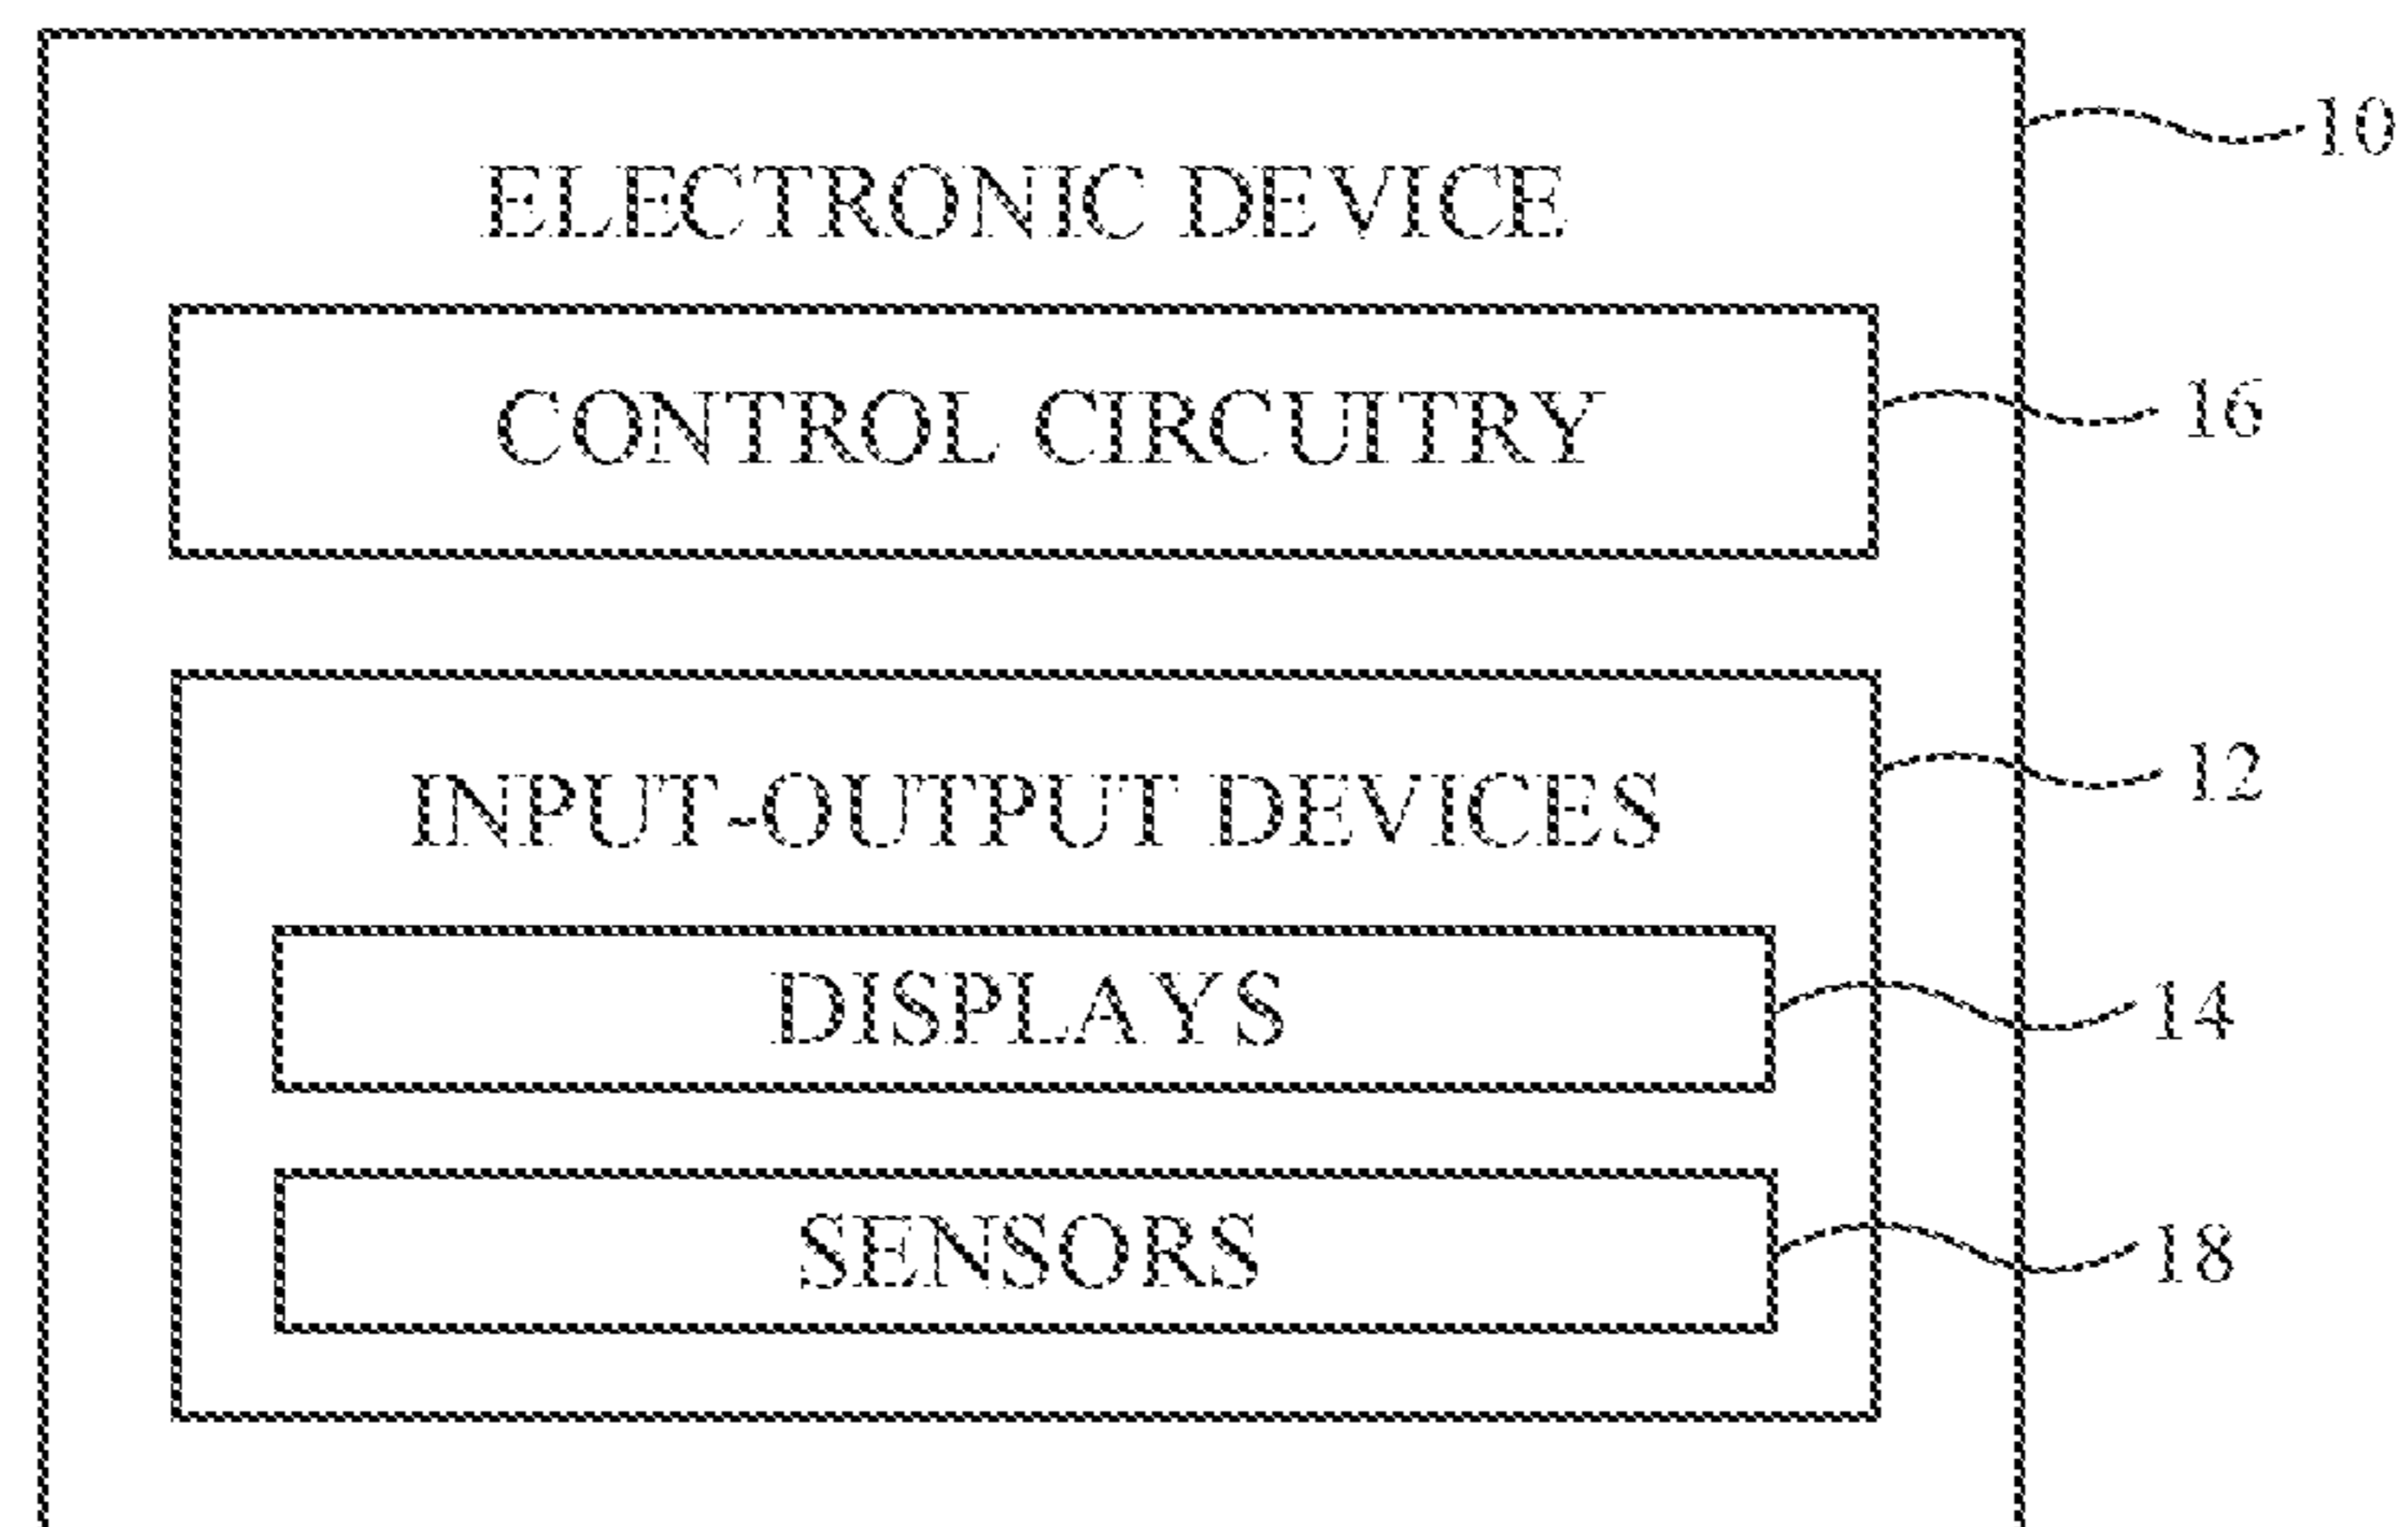 ELECTRONIC DEVICE
10
CONTROL CIRCUITRY
16
INPUT-OUTPUT DEVICES
12
DISPLAYS
14
SENSORS
18